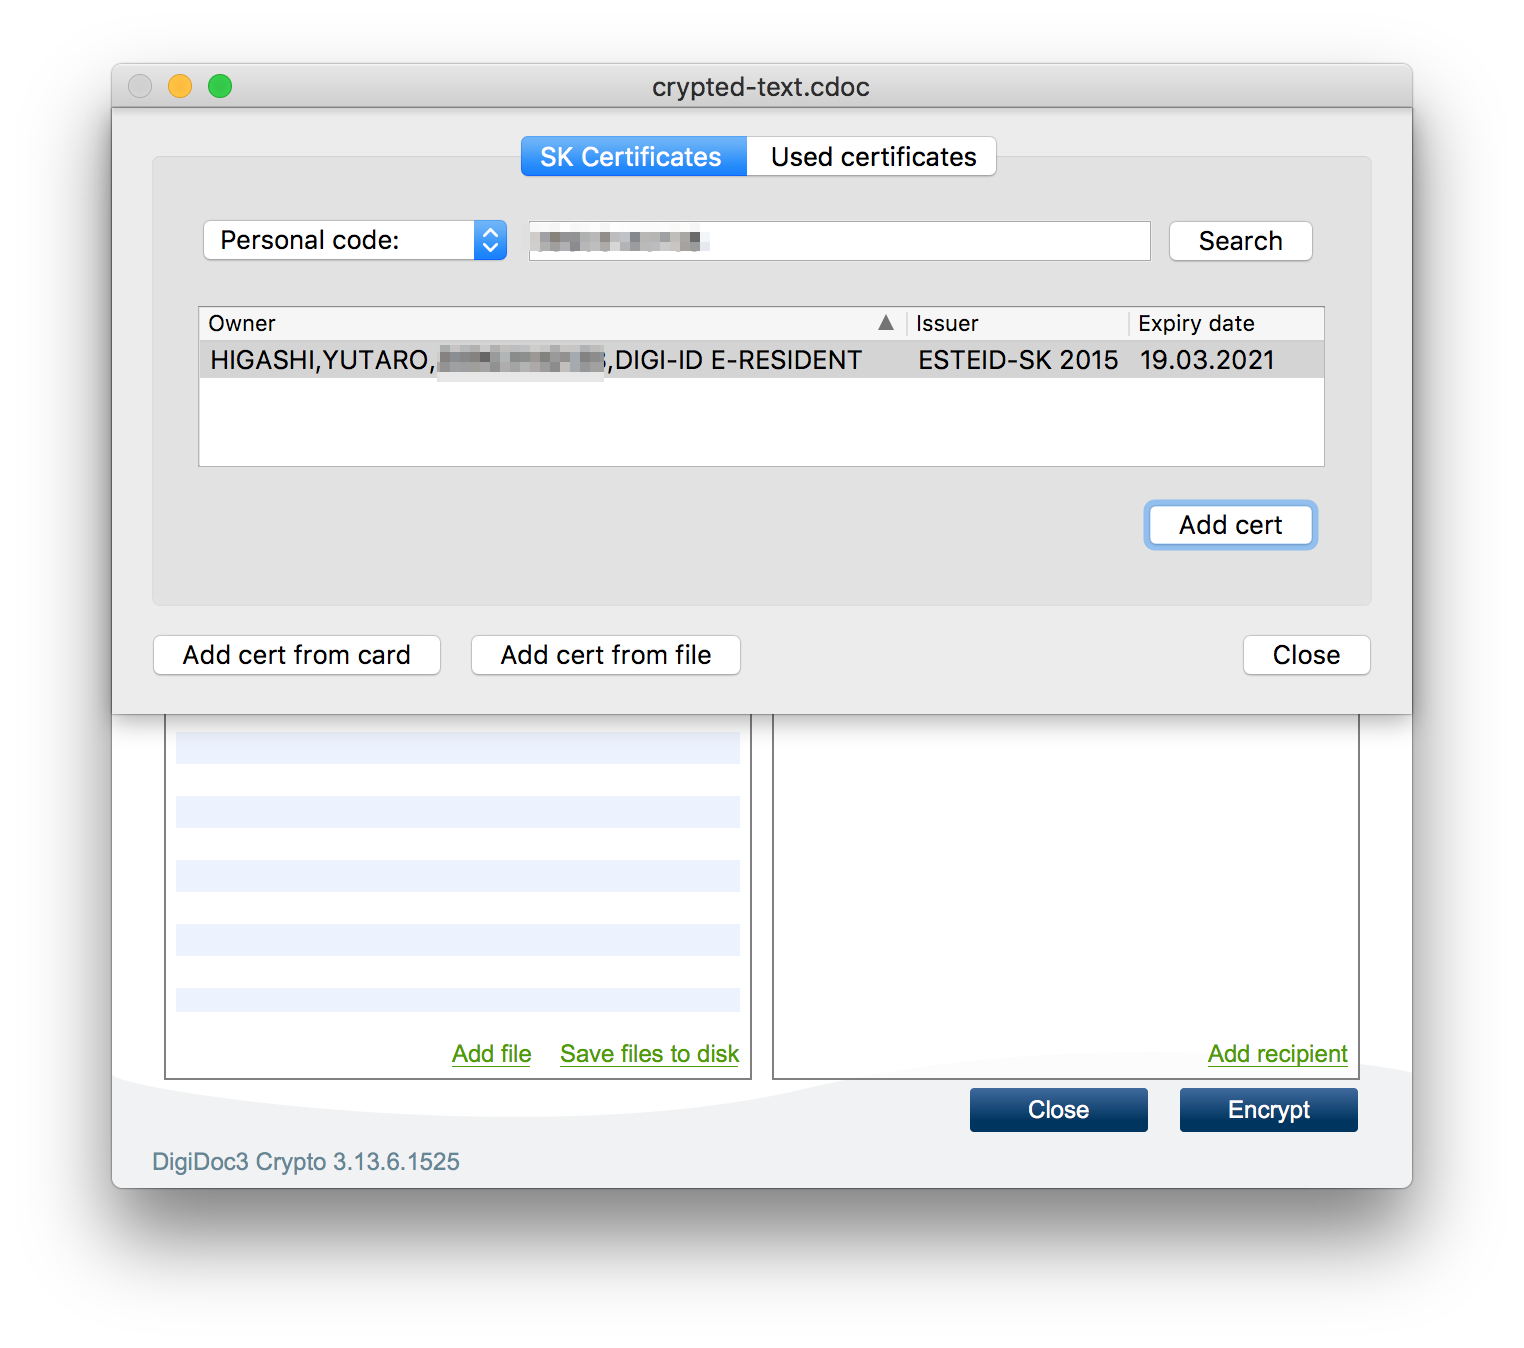 crypted-text.cdoc
SK Certificates Used certificates
Personal code: Search
Owner Issuer Expiry date
HIGASHI,YUTARO, ,DIGI-ID E-RESIDENT ESTEID-SK 2015 19.03.2021
Add cert
Add cert from card Add cert from file Close
Add file Save files to disk Add recipient
Close Encrypt
DigiDoc3 Crypto 3.13.6.1525